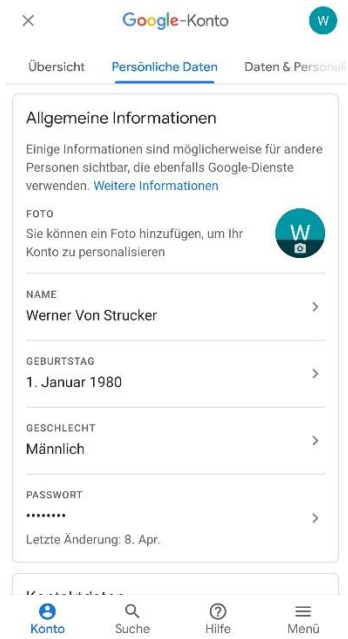 Google-Konto
W
Übersicht Persönliche Daten Daten & Personali
Allgemeine Informationen
Einige Informationen sind möglicherweise für andere
Personen sichtbar, die ebenfalls Google-Dienste
verwenden. Weitere Informationen
FOTO
Sie können ein Foto hinzufügen, um Ihr
Konto zu personalisieren
W
NAME
Werner Von Strucker
GEBURTSTAG
1. Januar 1980
GESCHLECHT
Männlich
PASSWORT
••••••••
Letzte Änderung: 8. Apr.
Konto Suche Hilfe Menü